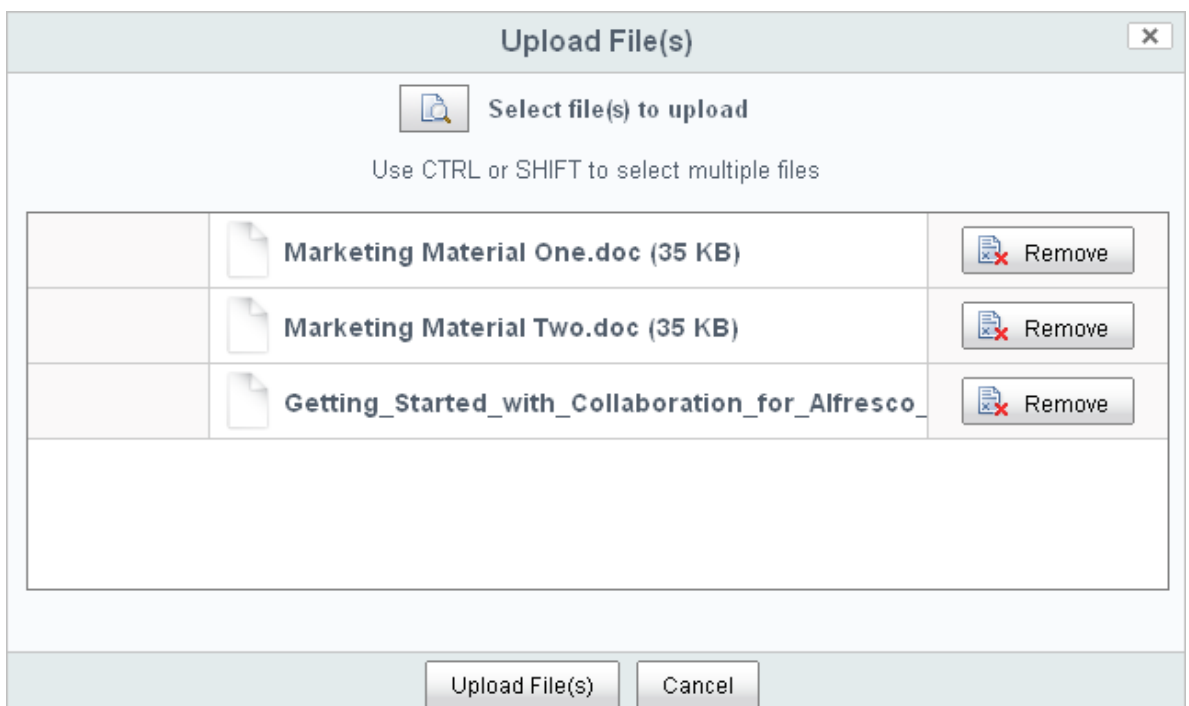 Upload File(s)
Select file(s) to upload
Use CTRL or SHIFT to select multiple files
Marketing Material One.doc (35 KB) Remove
Marketing Material Two.doc (35 KB) Remove
Getting_Started_with_Collaboration_for_Alfresco_ Remove
Upload File(s) Cancel